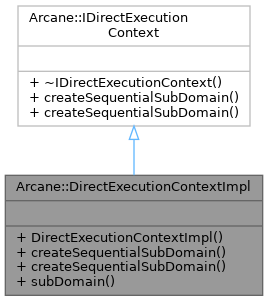 Arcane::IDirectExecution
Context
+ ~IDirectExecutionContext()
+ createSequentialSubDomain()
+ createSequentialSubDomain()
Arcane::DirectExecutionContextImpl
+ DirectExecutionContextImpl()
+ createSequentialSubDomain()
+ createSequentialSubDomain()
+ subDomain()